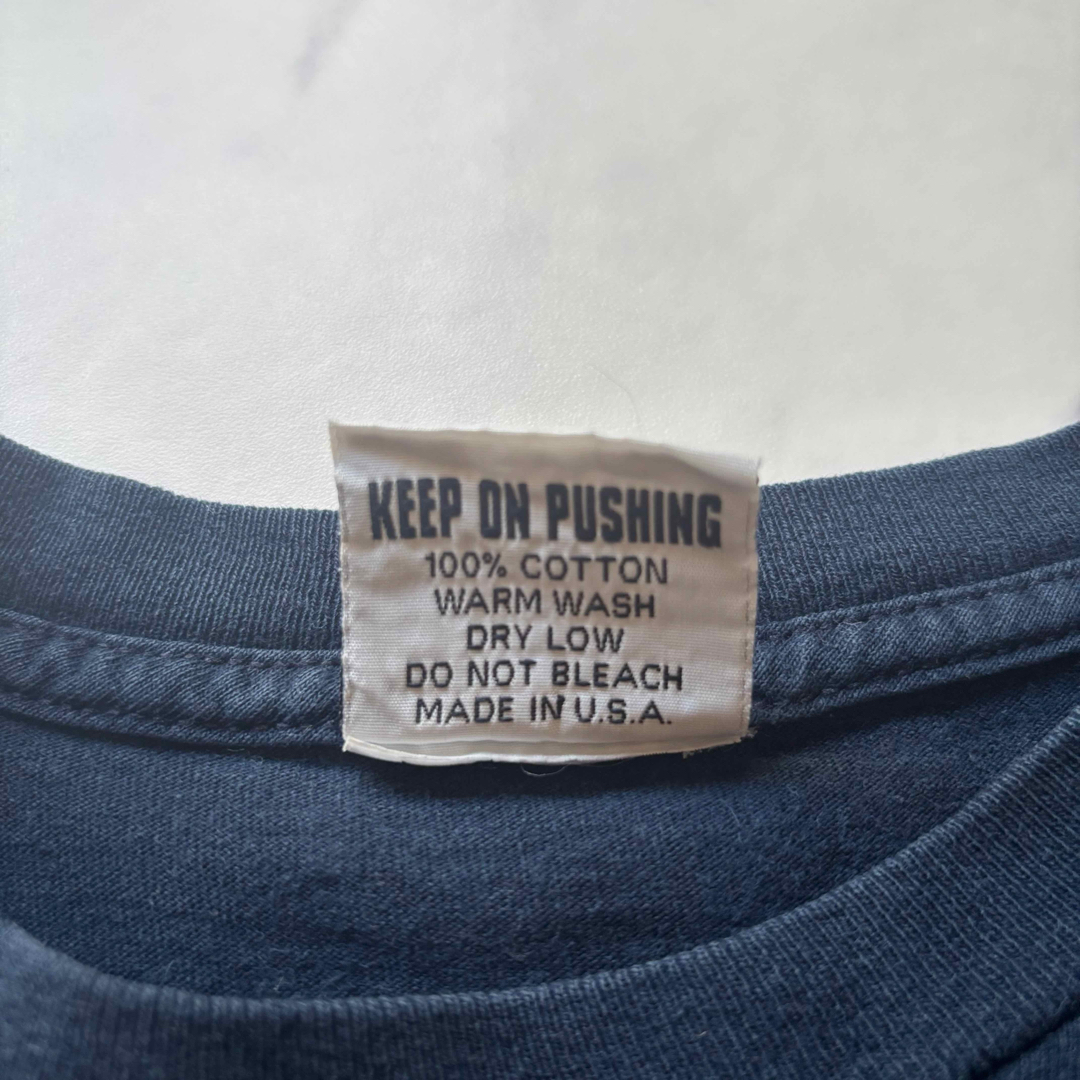 KEEP ON PUSHING
100% COTTON
WARM WASH
DRY LOW
DO NOT BLEACH
MADE IN U.S.A.